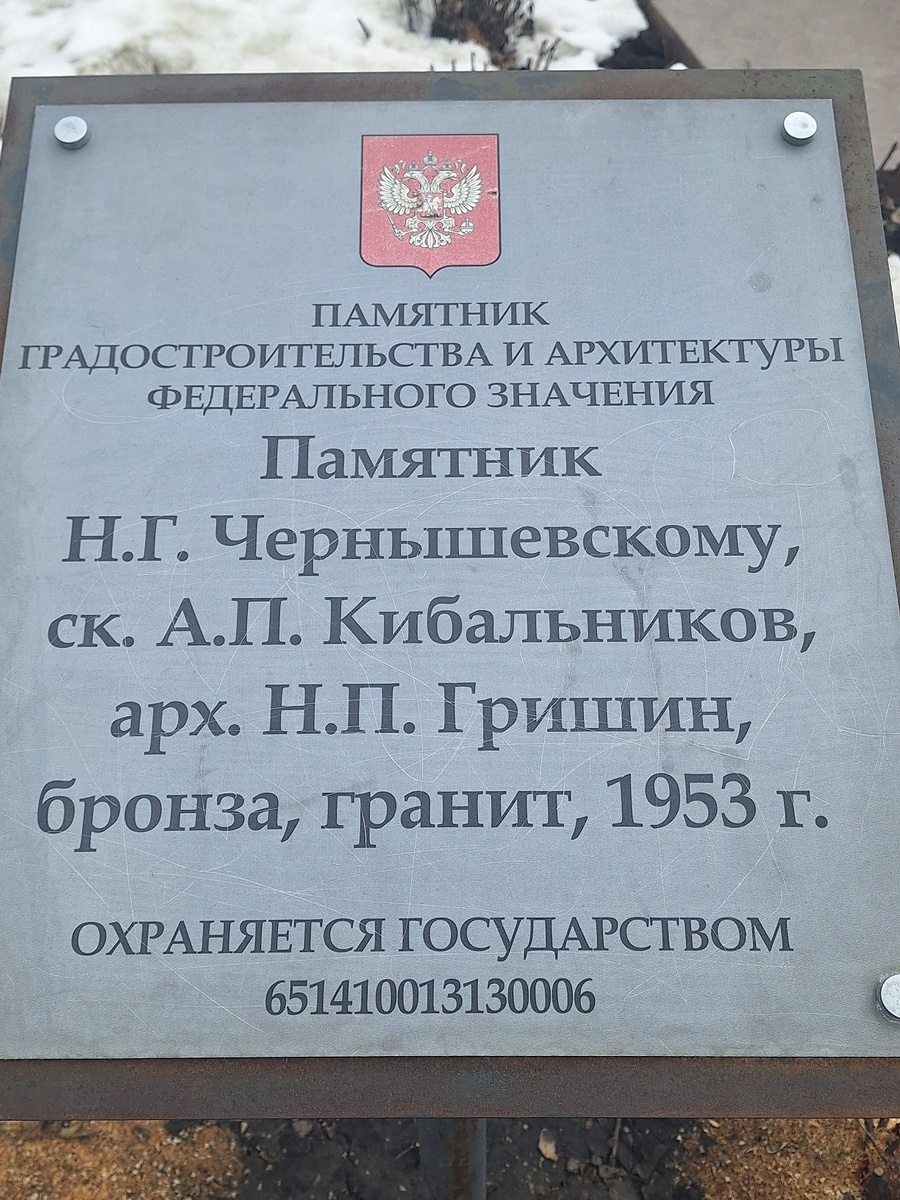 ПАМЯТНИК
ГРАДОСТРОИТЕЛЬСТВА И АРХИТЕКТУРЫ
ФЕДЕРАЛЬНОГО ЗНАЧЕНИЯ
Памятник
Н.Г. Чернышевскому,
ск. А.П. Кибальников,
арх. Н.П. Гришин,
бронза, гранит, 1953 г.
ОХРАНЯЕТСЯ ГОСУДАРСТВОМ
651410013130006